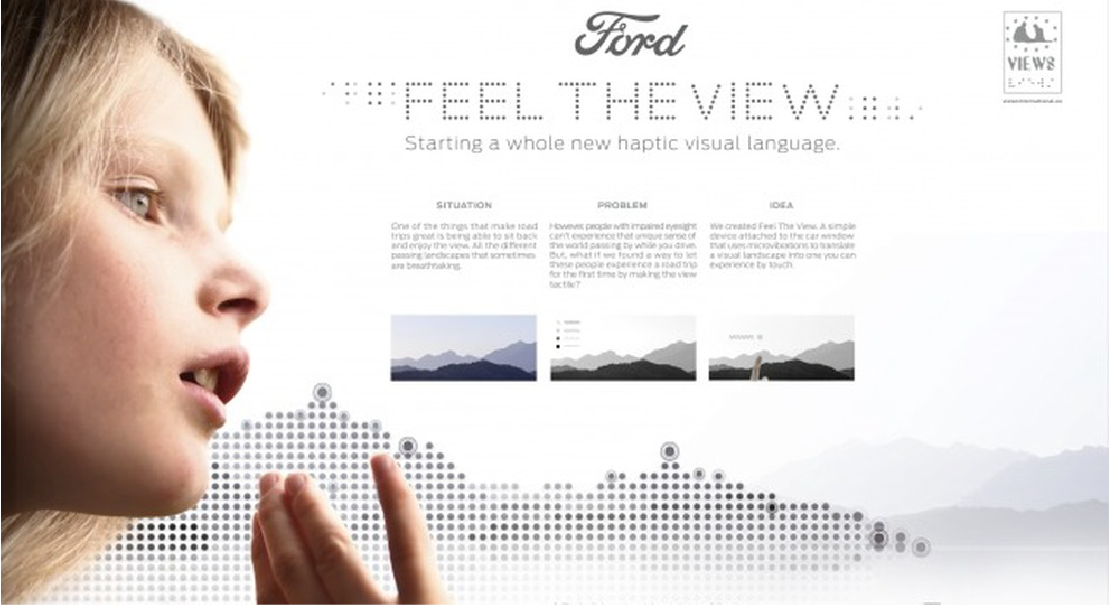 Ford
FEEL THE VIEW
Starting a whole new haptic visual language.
VIEWS
SITUATION
One of the things that make road
trips great is being able to sit back
and enjoy the view. All the different
passing landscapes that sometimes
are breathtaking.
PROBLEM
However, people with impaired eyesight
can't experience that unique sense of
the world passing by while you drive.
But, what if we found a way to let
these people experience a road trip
for the first time by making the view
tactile?
IDEA
We created Feel The View. A simple
device attached to the car window
that uses microvibrations to translate
a visual landscape into one you can
experience by touch.